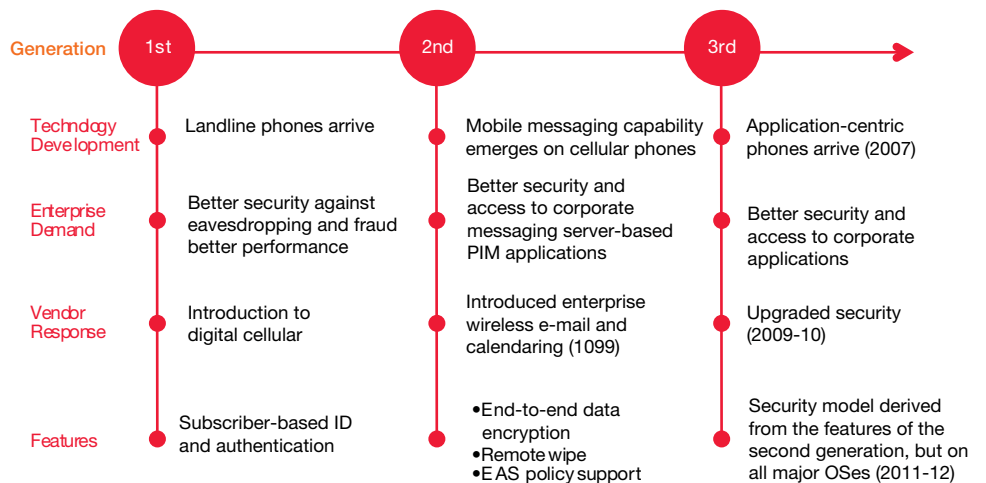 Generation
1st
2nd
3rd
Technology
Development
Landline phones arrive
Mobile messaging capability
emerges on cellular phones
Application-centric
phones arrive (2007)
Enterprise
Demand
Better security against
eavesdropping and fraud
better performance
Better security and
access to corporate
messaging server-based
PIM applications
Better security and
access to corporate
applications
Vendor
Response
Introduction to
digital cellular
Introduced enterprise
wireless e-mail and
calendaring (1099)
Upgraded security
(2009-10)
Features
Subscriber-based ID
and authentication
•End-to-end data
encryption
•Remote wipe
•EAS policy support
Security model derived
from the features of the
second generation, but on
all major OSes (2011-12)